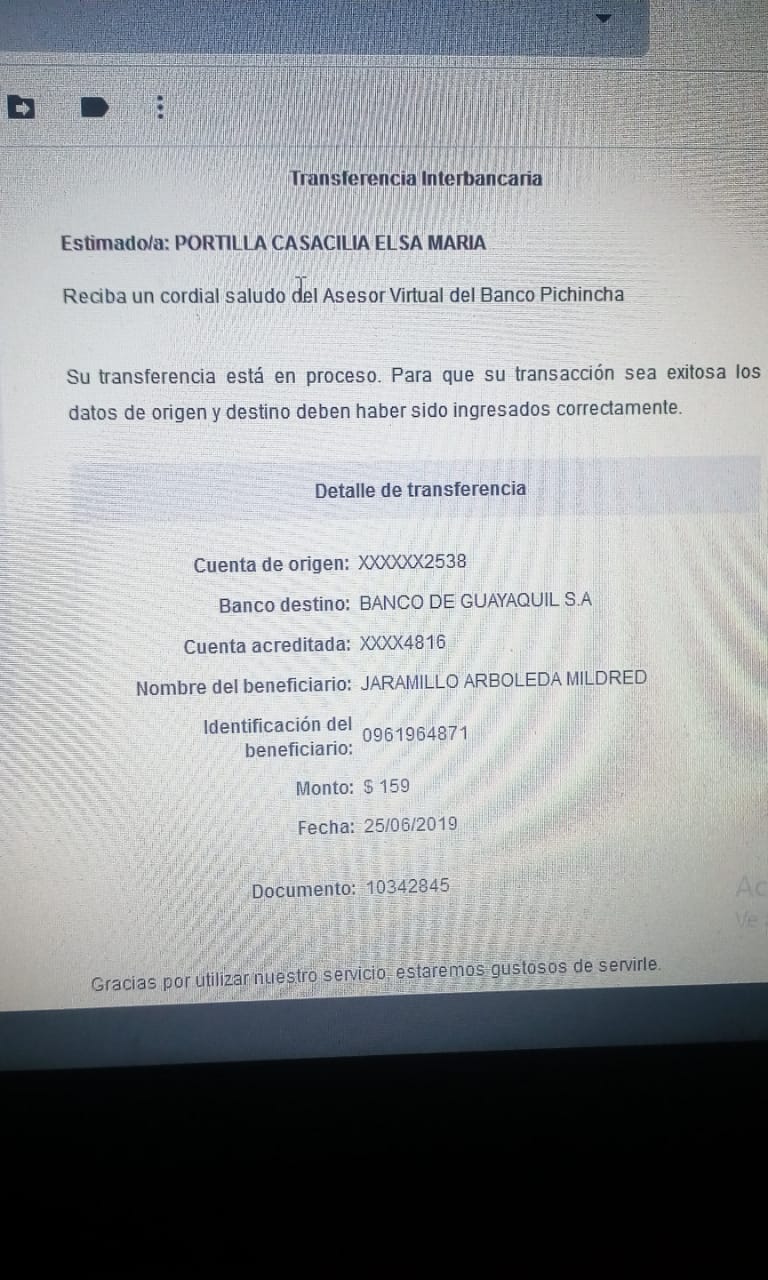 Transferencia Interbancaria
Estimado/a: PORTILLA CASACILIA ELSA MARIA
Reciba un cordial saludo del Asesor Virtual del Banco Pichincha
Su transferencia está en proceso. Para que su transacción sea exitosa los
datos de origen y destino deben haber sido ingresados correctamente.
Detalle de transferencia
Cuenta de origen: XXXXXX2538
Banco destino: BANCO DE GUAYAQUIL S.A
Cuenta acreditada: XXXX4816
Nombre del beneficiario: JARAMILLO ARBOLEDA MILDRED
Identificación del
beneficiario: 0961964871
Monto: $ 159
Fecha: 25/06/2019
Documento: 10342845
Ac
Ve
Gracias por utilizar nuestro servicio, estaremos gustosos de servirle.